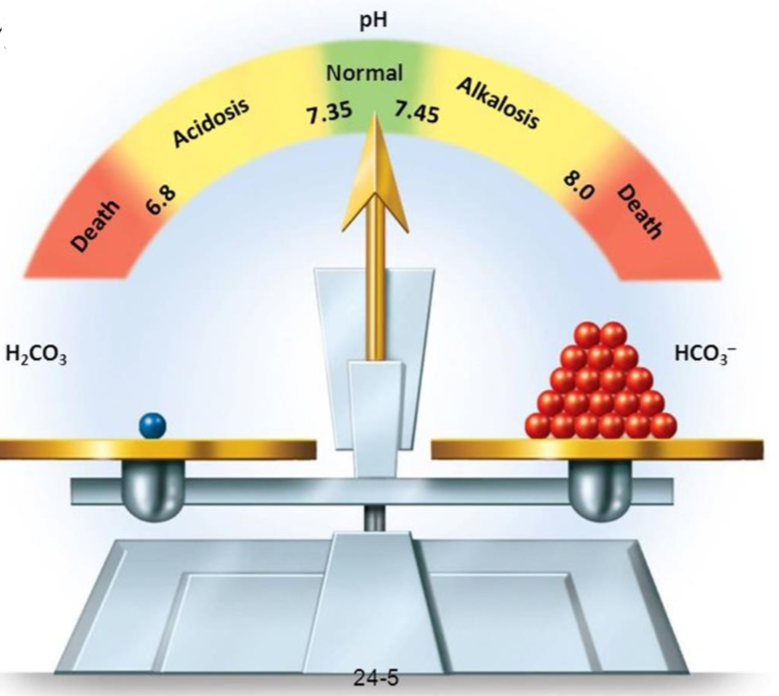 pH
Normal
7.35 7.45
Acidosis
Alkalosis
6.8
8.0
Death
Death
H₂CO₃
HCO₃⁻
24-5